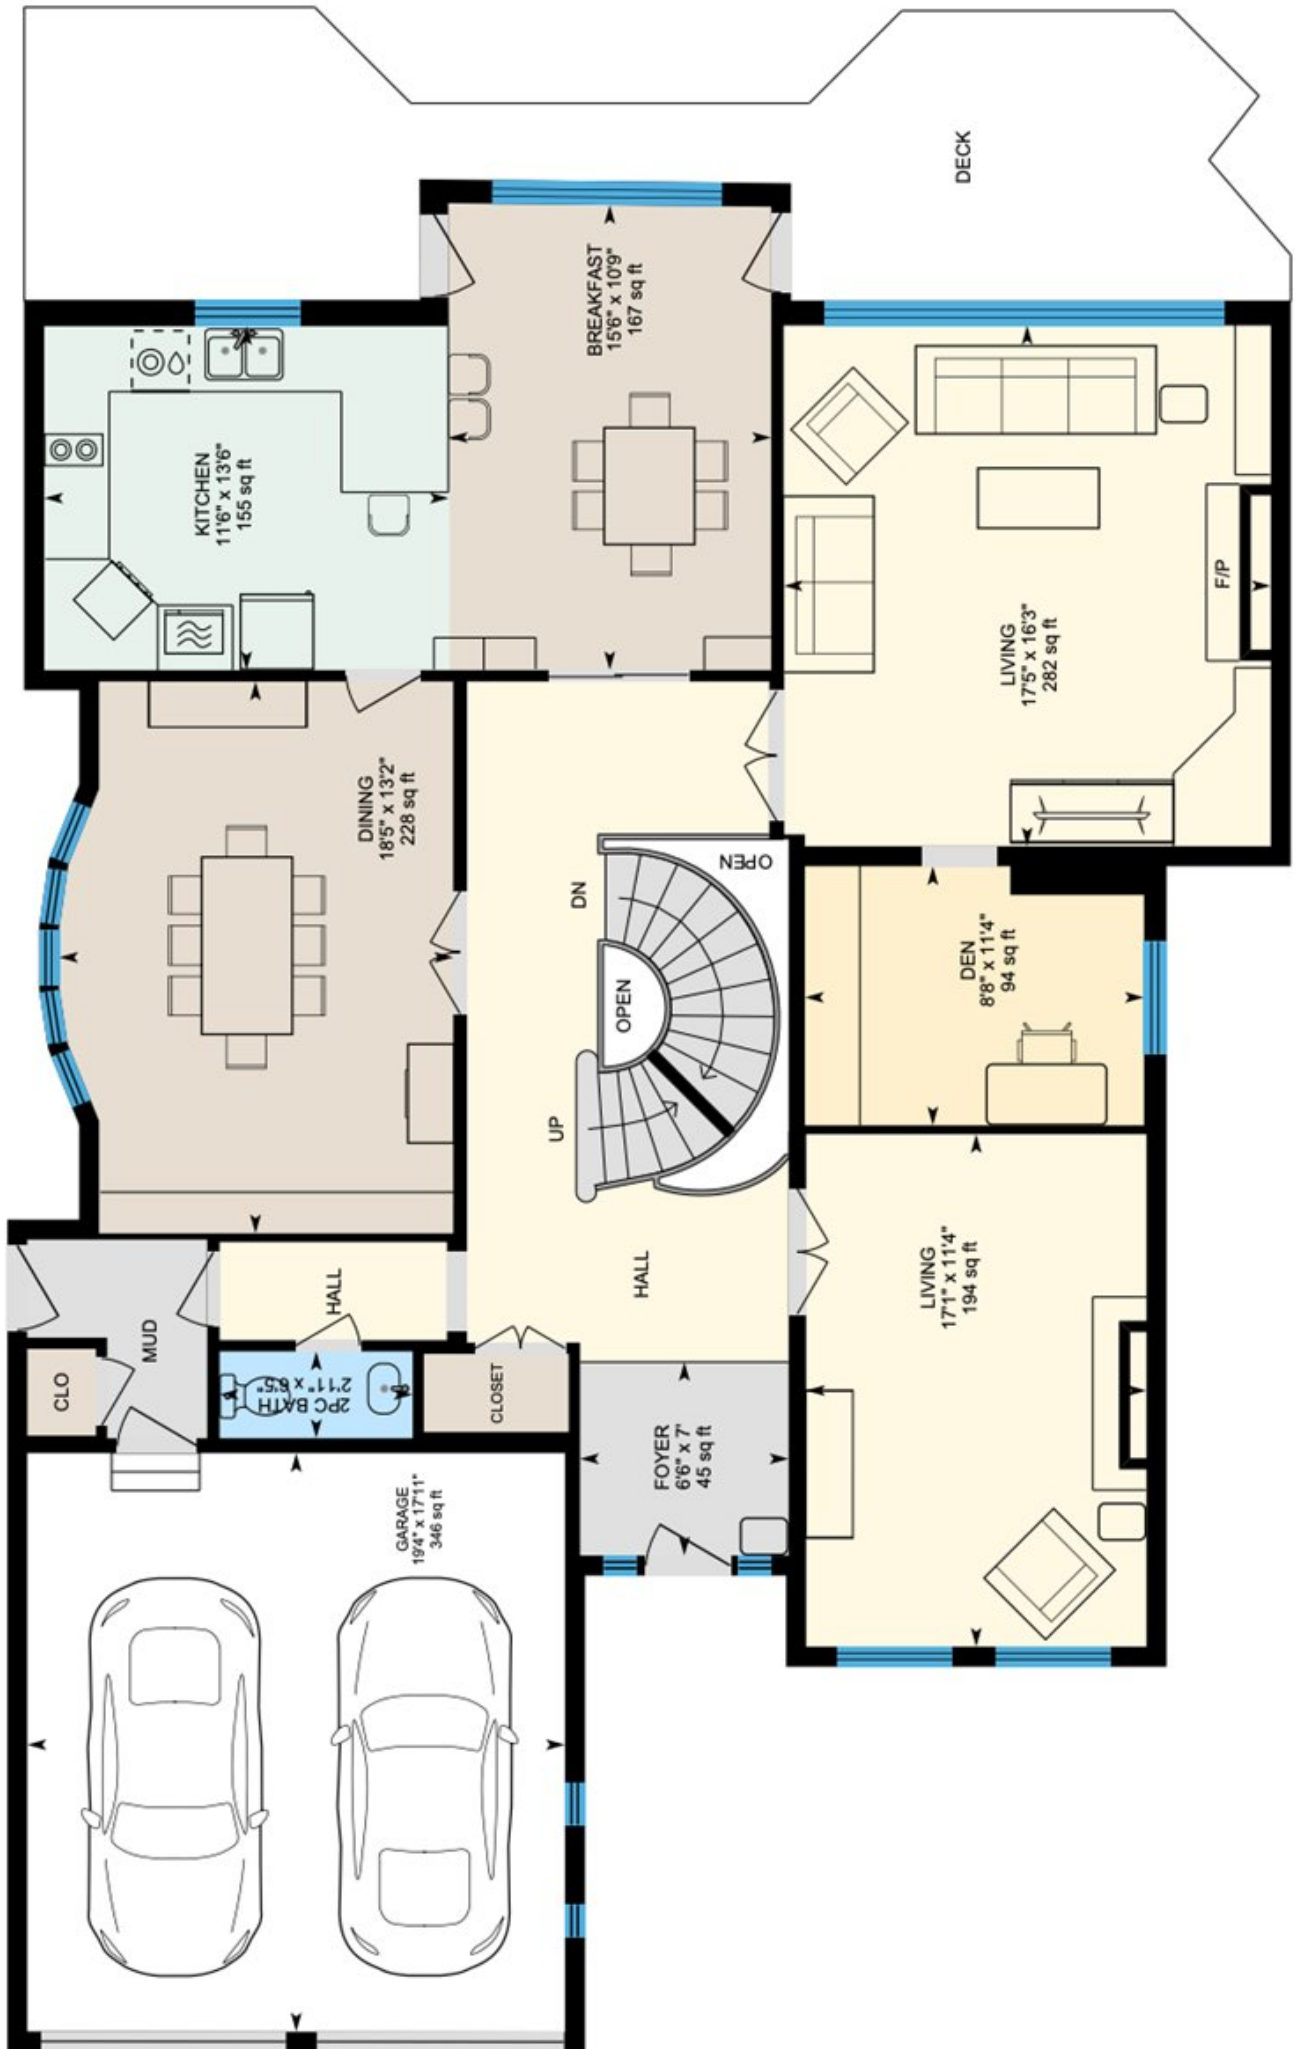 DECK
BREAKFAST
15'6" x 10'9"
167 sq ft
KITCHEN
11'6" x 13'6"
155 sq ft
F/P
LIVING
17'5" x 16'3"
282 sq ft
DINING
18'5" x 13'2"
228 sq ft
OPEN
DN
OPEN
DEN
8'8" x 11'4"
94 sq ft
UP
HALL
HALL
LIVING
17'1" x 11'4"
194 sq ft
MUD
CLO
2PC BATH
2'11" x 6'5"
CLOSET
FOYER
6'6" x 7'
45 sq ft
GARAGE
19'4" x 17'11"
346 sq ft